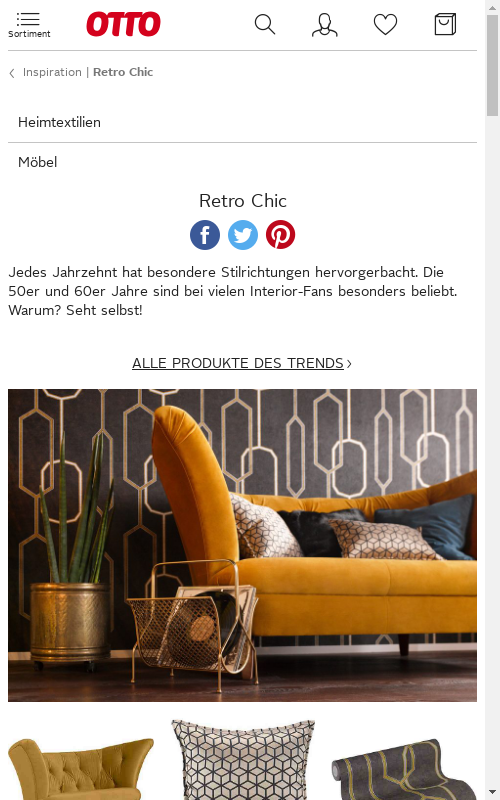 Sortiment
OTTO
Inspiration | Retro Chic
Heimtextilien
Möbel
Retro Chic
Jedes Jahrzehnt hat besondere Stilrichtungen hervorgerbacht. Die
50er und 60er Jahre sind bei vielen Interior-Fans besonders beliebt.
Warum? Seht selbst!
ALLE PRODUKTE DES TRENDS